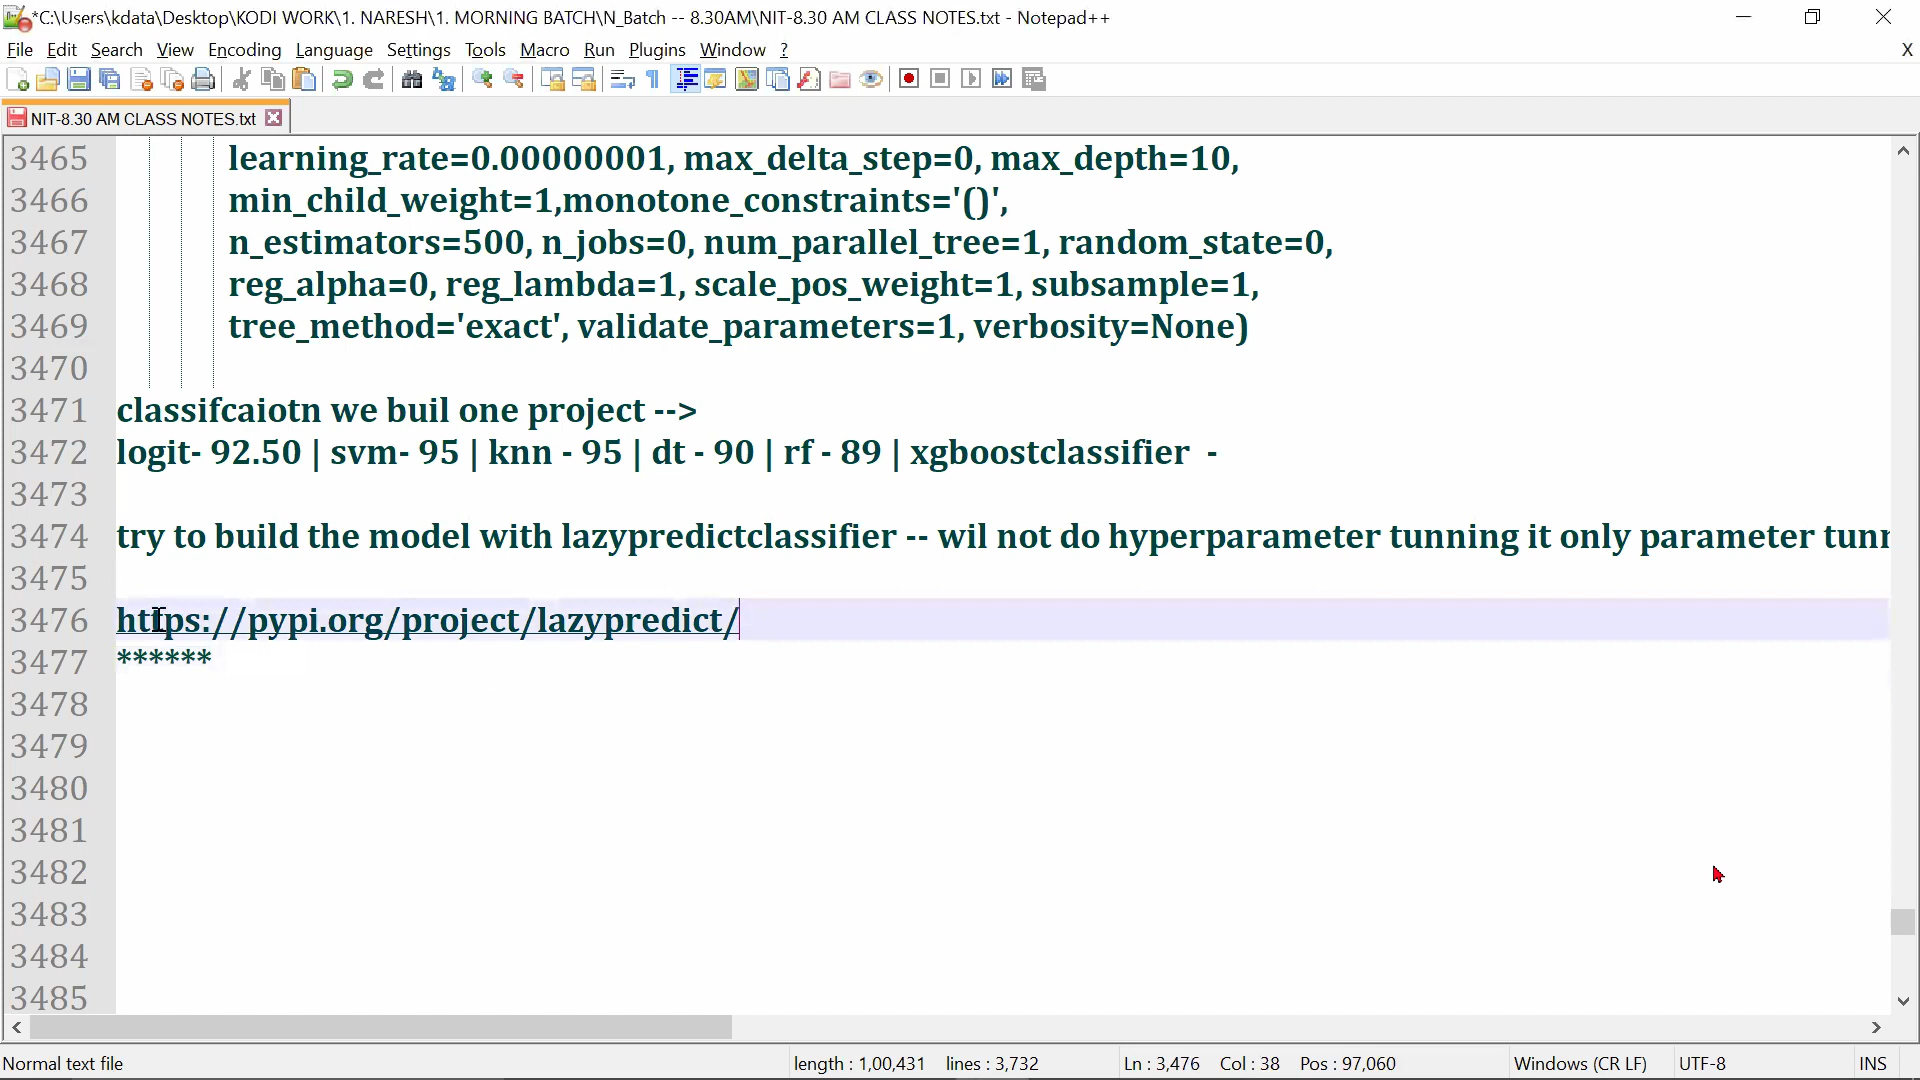 *C:\Users\kdata\Desktop\KODI WORK\1. NARESH\1. MORNING BATCH\N_Batch -- 8.30AM\NIT-8.30 AM CLASS NOTES.txt - Notepad++
File Edit Search View Encoding Language Settings Tools Macro Run Plugins Window ? X
NIT-8.30 AM CLASS NOTES.txt
3465 learning_rate=0.00000001, max_delta_step=0, max_depth=10,
3466 min_child_weight=1,monotone_constraints='()',
3467 n_estimators=500, n_jobs=0, num_parallel_tree=1, random_state=0,
3468 reg_alpha=0, reg_lambda=1, scale_pos_weight=1, subsample=1,
3469 tree_method='exact', validate_parameters=1, verbosity=None)
3470
3471 classifcaiotn we buil one project -->
3472 logit- 92.50 | svm- 95 | knn - 95 | dt - 90 | rf - 89 | xgboostclassifier -
3473
3474 try to build the model with lazypredictclassifier -- wil not do hyperparameter tunning it only parameter tunn
3475
3476 https://pypi.org/project/lazypredict/
3477 ******
3478
3479
3480
3481
3482
3483
3484
3485
Normal text file length : 1,00,431 lines : 3,732 Ln : 3,476 Col : 38 Pos : 97,060 Windows (CR LF) UTF-8 INS